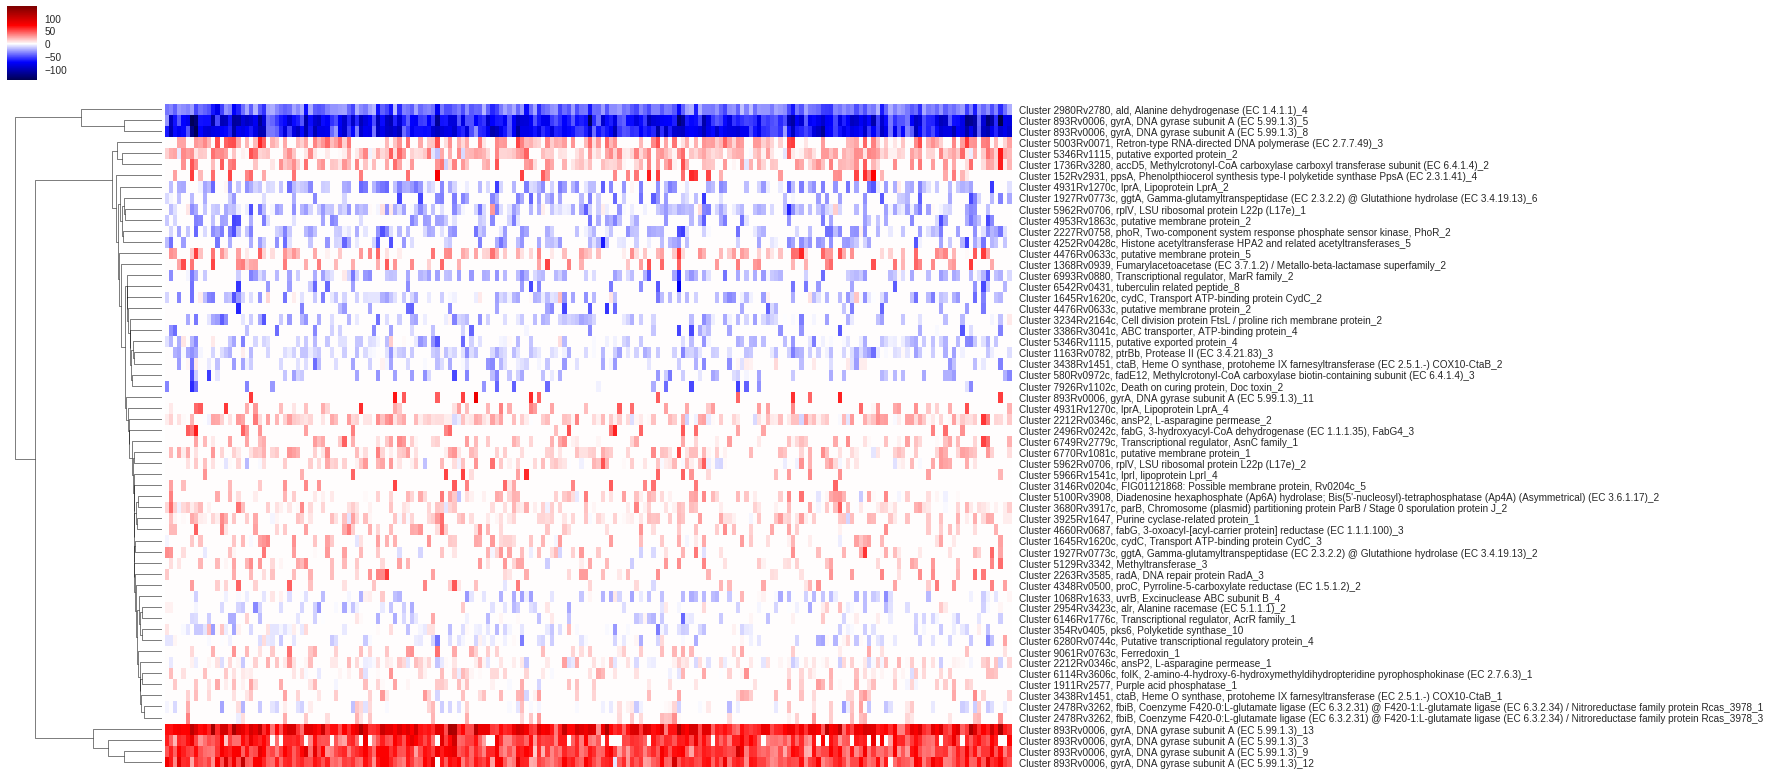 100
50
0
−50
−100
Cluster 2980Rv2780, ald, Alanine dehydrogenase (EC 1.4.1.1)_4
Cluster 893Rv0006, gyrA, DNA gyrase subunit A (EC 5.99.1.3)_5
Cluster 893Rv0006, gyrA, DNA gyrase subunit A (EC 5.99.1.3)_8
Cluster 5003Rv0071, Retron-type RNA-directed DNA polymerase (EC 2.7.7.49)_3
Cluster 5346Rv1115, putative exported protein_2
Cluster 1736Rv3280, accD5, Methylcrotonyl-CoA carboxylase carboxyl transferase subunit (EC 6.4.1.4)_2
Cluster 152Rv2931, ppsA, Phenolpthiocerol synthesis type-I polyketide synthase PpsA (EC 2.3.1.41)_4
Cluster 4931Rv1270c, lprA, Lipoprotein LprA_2
Cluster 1927Rv0773c, ggtA, Gamma-glutamyltranspeptidase (EC 2.3.2.2) @ Glutathione hydrolase (EC 3.4.19.13)_6
Cluster 5962Rv0706, rplV, LSU ribosomal protein L22p (L17e)_1
Cluster 4953Rv1863c, putative membrane protein_2
Cluster 2227Rv0758, phoR, Two-component system response phosphate sensor kinase, PhoR_2
Cluster 4252Rv0428c, Histone acetyltransferase HPA2 and related acetyltransferases_5
Cluster 4476Rv0633c, putative membrane protein_5
Cluster 1368Rv0939, Fumarylacetoacetase (EC 3.7.1.2) / Metallo-beta-lactamase superfamily_2
Cluster 6993Rv0880, Transcriptional regulator, MarR family_2
Cluster 6542Rv0431, tuberculin related peptide_8
Cluster 1645Rv1620c, cydC, Transport ATP-binding protein CydC_2
Cluster 4476Rv0633c, putative membrane protein_2
Cluster 3234Rv2164c, Cell division protein FtsL / proline rich membrane protein_2
Cluster 3386Rv3041c, ABC transporter, ATP-binding protein_4
Cluster 5346Rv1115, putative exported protein_4
Cluster 1163Rv0782, ptrBb, Protease II (EC 3.4.21.83)_3
Cluster 3438Rv1451, ctaB, Heme O synthase, protoheme IX farnesyltransferase (EC 2.5.1.-) COX10-CtaB_2
Cluster 580Rv0972c, fadE12, Methylcrotonyl-CoA carboxylase biotin-containing subunit (EC 6.4.1.4)_3
Cluster 7926Rv1102c, Death on curing protein, Doc toxin_2
Cluster 893Rv0006, gyrA, DNA gyrase subunit A (EC 5.99.1.3)_11
Cluster 4931Rv1270c, lprA, Lipoprotein LprA_4
Cluster 2212Rv0346c, ansP2, L-asparagine permease_2
Cluster 2496Rv0242c, fabG, 3-hydroxyacyl-CoA dehydrogenase (EC 1.1.1.35), FabG4_3
Cluster 6749Rv2779c, Transcriptional regulator, AsnC family_1
Cluster 6770Rv1081c, putative membrane protein_1
Cluster 5962Rv0706, rplV, LSU ribosomal protein L22p (L17e)_2
Cluster 5966Rv1541c, lprI, lipoprotein LprI_4
Cluster 3146Rv0204c, FIG01121868: Possible membrane protein, Rv0204c_5
Cluster 5100Rv3908, Diadenosine hexaphosphate (Ap6A) hydrolase; Bis(5'-nucleosyl)-tetraphosphatase (Ap4A) (Asymmetrical) (EC 3.6.1.17)_2
Cluster 3680Rv3917c, parB, Chromosome (plasmid) partitioning protein ParB / Stage 0 sporulation protein J_2
Cluster 3925Rv1647, Purine cyclase-related protein_1
Cluster 4660Rv0687, fabG, 3-oxoacyl-[acyl-carrier protein] reductase (EC 1.1.1.100)_3
Cluster 1645Rv1620c, cydC, Transport ATP-binding protein CydC_3
Cluster 1927Rv0773c, ggtA, Gamma-glutamyltranspeptidase (EC 2.3.2.2) @ Glutathione hydrolase (EC 3.4.19.13)_2
Cluster 5129Rv3342, Methyltransferase_3
Cluster 2263Rv3585, radA, DNA repair protein RadA_3
Cluster 4348Rv0500, proC, Pyrroline-5-carboxylate reductase (EC 1.5.1.2)_2
Cluster 1068Rv1633, uvrB, Excinuclease ABC subunit B_4
Cluster 2954Rv3423c, alr, Alanine racemase (EC 5.1.1.1)_2
Cluster 6146Rv1776c, Transcriptional regulator, AcrR family_1
Cluster 354Rv0405, pks6, Polyketide synthase_10
Cluster 6280Rv0744c, Putative transcriptional regulatory protein_4
Cluster 9061Rv0763c, Ferredoxin_1
Cluster 2212Rv0346c, ansP2, L-asparagine permease_1
Cluster 6114Rv3606c, folK, 2-amino-4-hydroxy-6-hydroxymethyldihydropteridine pyrophosphokinase (EC 2.7.6.3)_1
Cluster 1911Rv2577, Purple acid phosphatase_1
Cluster 3438Rv1451, ctaB, Heme O synthase, protoheme IX farnesyltransferase (EC 2.5.1.-) COX10-CtaB_1
Cluster 2478Rv3262, fbiB, Coenzyme F420-0:L-glutamate ligase (EC 6.3.2.31) @ F420-1:L-glutamate ligase (EC 6.3.2.34) / Nitroreductase family protein Rcas_3978_1
Cluster 2478Rv3262, fbiB, Coenzyme F420-0:L-glutamate ligase (EC 6.3.2.31) @ F420-1:L-glutamate ligase (EC 6.3.2.34) / Nitroreductase family protein Rcas_3978_3
Cluster 893Rv0006, gyrA, DNA gyrase subunit A (EC 5.99.1.3)_13
Cluster 893Rv0006, gyrA, DNA gyrase subunit A (EC 5.99.1.3)_3
Cluster 893Rv0006, gyrA, DNA gyrase subunit A (EC 5.99.1.3)_9
Cluster 893Rv0006, gyrA, DNA gyrase subunit A (EC 5.99.1.3)_12